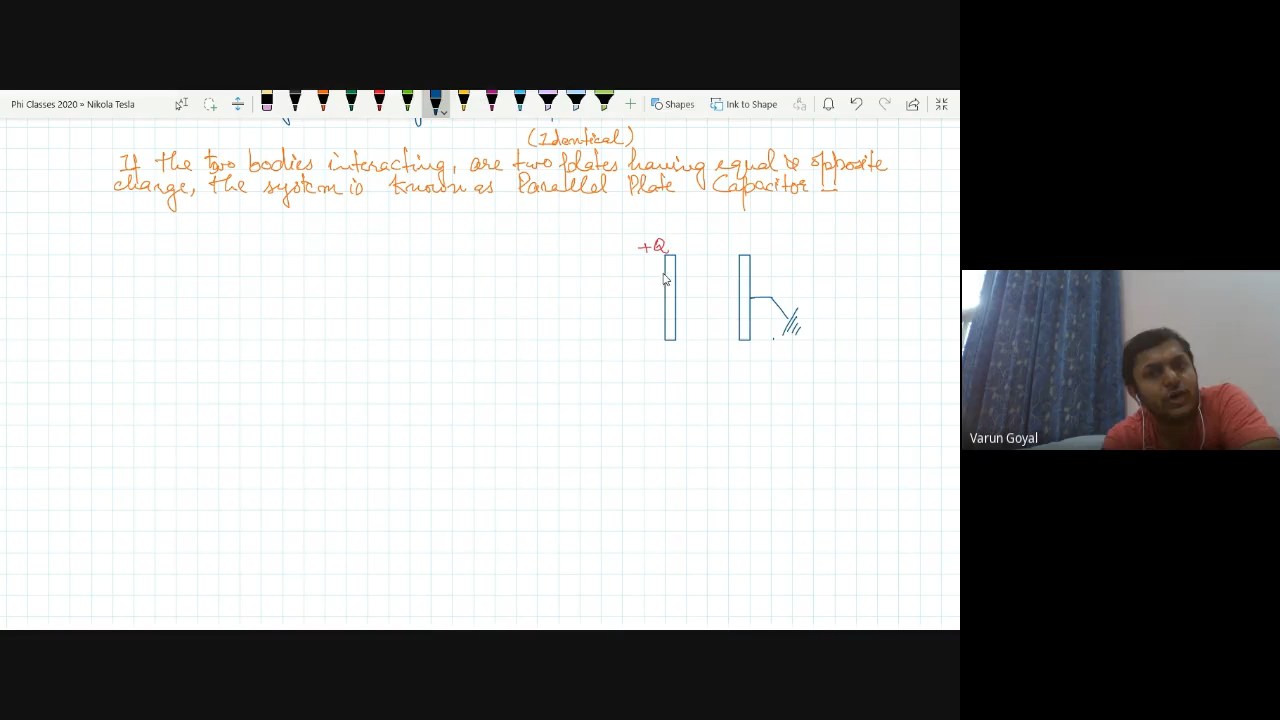 Phi Classes 2020 » Nikola Tesla
Shapes
Ink to Shape
(Identical)
If the two bodies interacting, are two plates having equal & opposite
charge, the system is known as Parallel Plate Capacitor !
+Q
Varun Goyal